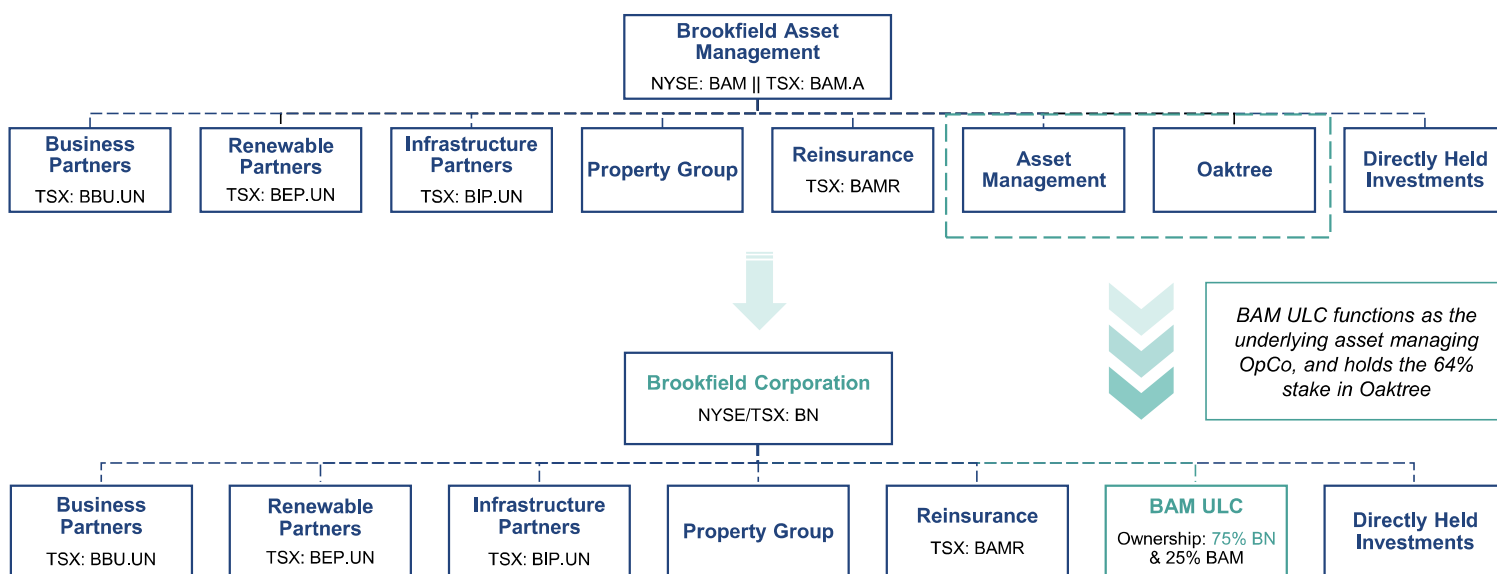 Brookfield Asset
Management
NYSE: BAM || TSX: BAM.A
Business
Partners
TSX: BBU.UN
Renewable
Partners
TSX: BEP.UN
Infrastructure
Partners
TSX: BIP.UN
Property Group
Reinsurance
TSX: BAMR
Asset
Management
Oaktree
Directly Held
Investments
BAM ULC functions as the
underlying asset managing
OpCo, and holds the 64%
stake in Oaktree
Brookfield Corporation
NYSE/TSX: BN
Business
Partners
TSX: BBU.UN
Renewable
Partners
TSX: BEP.UN
Infrastructure
Partners
TSX: BIP.UN
Property Group
Reinsurance
TSX: BAMR
BAM ULC
Ownership: 75% BN
& 25% BAM
Directly Held
Investments